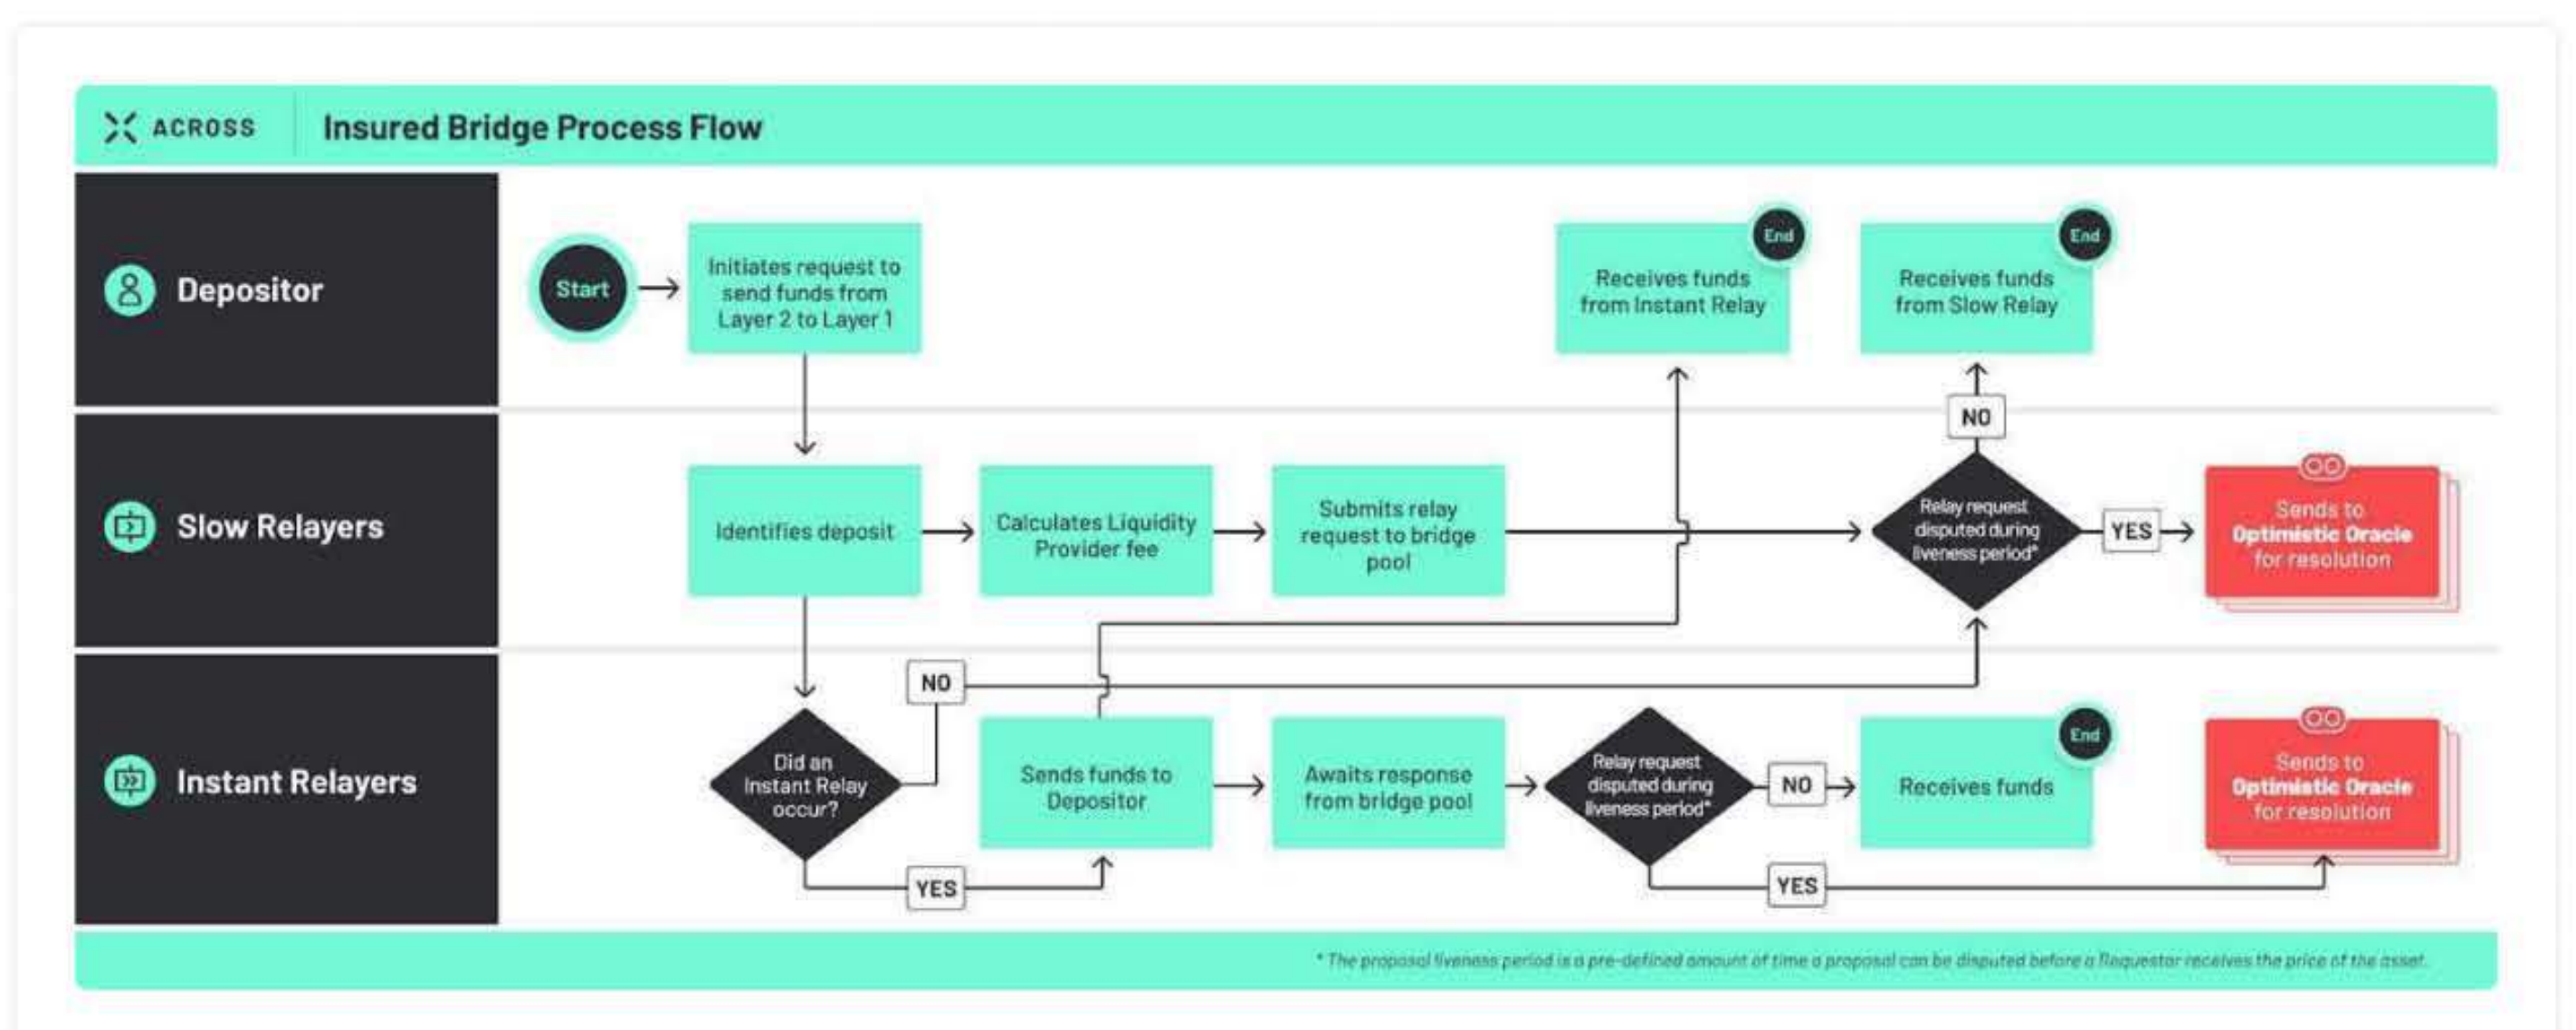 ACROSS
Insured Bridge Process Flow
Depositor
Start
Initiates request to
send funds from
Layer 2 to Layer 1
Receives funds
from Instant Relay
End
Receives funds
from Slow Relay
End
NO
Slow Relayers
Identifies deposit
Calculates Liquidity
Provider fee
Submits relay
request to bridge
pool
Relay request
disputed during
liveness period*
YES
Sends to
Optimistic Oracle
for resolution
Instant Relayers
NO
Did an
Instant Relay
occur?
YES
Sends funds to
Depositor
Awaits response
from bridge pool
Relay request
disputed during
liveness period*
NO
Receives funds
End
YES
Sends to
Optimistic Oracle
for resolution
* The proposal liveness period is a pre-defined amount of time a proposal can be disputed before a Requestor receives the price of the asset.